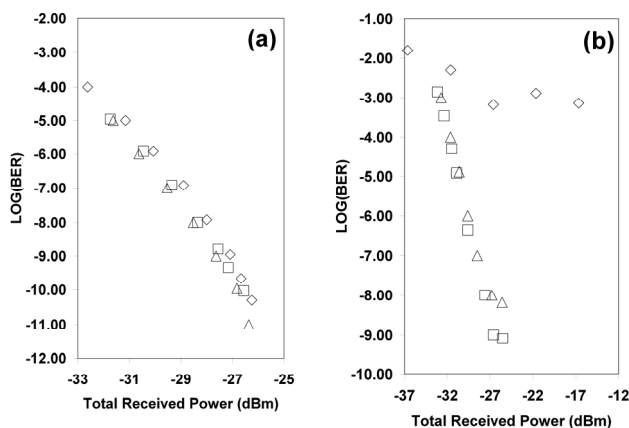 (a)
-2.00
-3.00
-4.00
-5.00
-6.00
-7.00
-8.00
-9.00
-10.00
-11.00
-12.00
LOG(BER)
-33 -31 -29 -27 -25
Total Received Power (dBm)
(b)
-1.00
-2.00
-3.00
-4.00
-5.00
-6.00
-7.00
-8.00
-9.00
-10.00
LOG(BER)
-37 -32 -27 -22 -17 -12
Total Received Power (dBm)